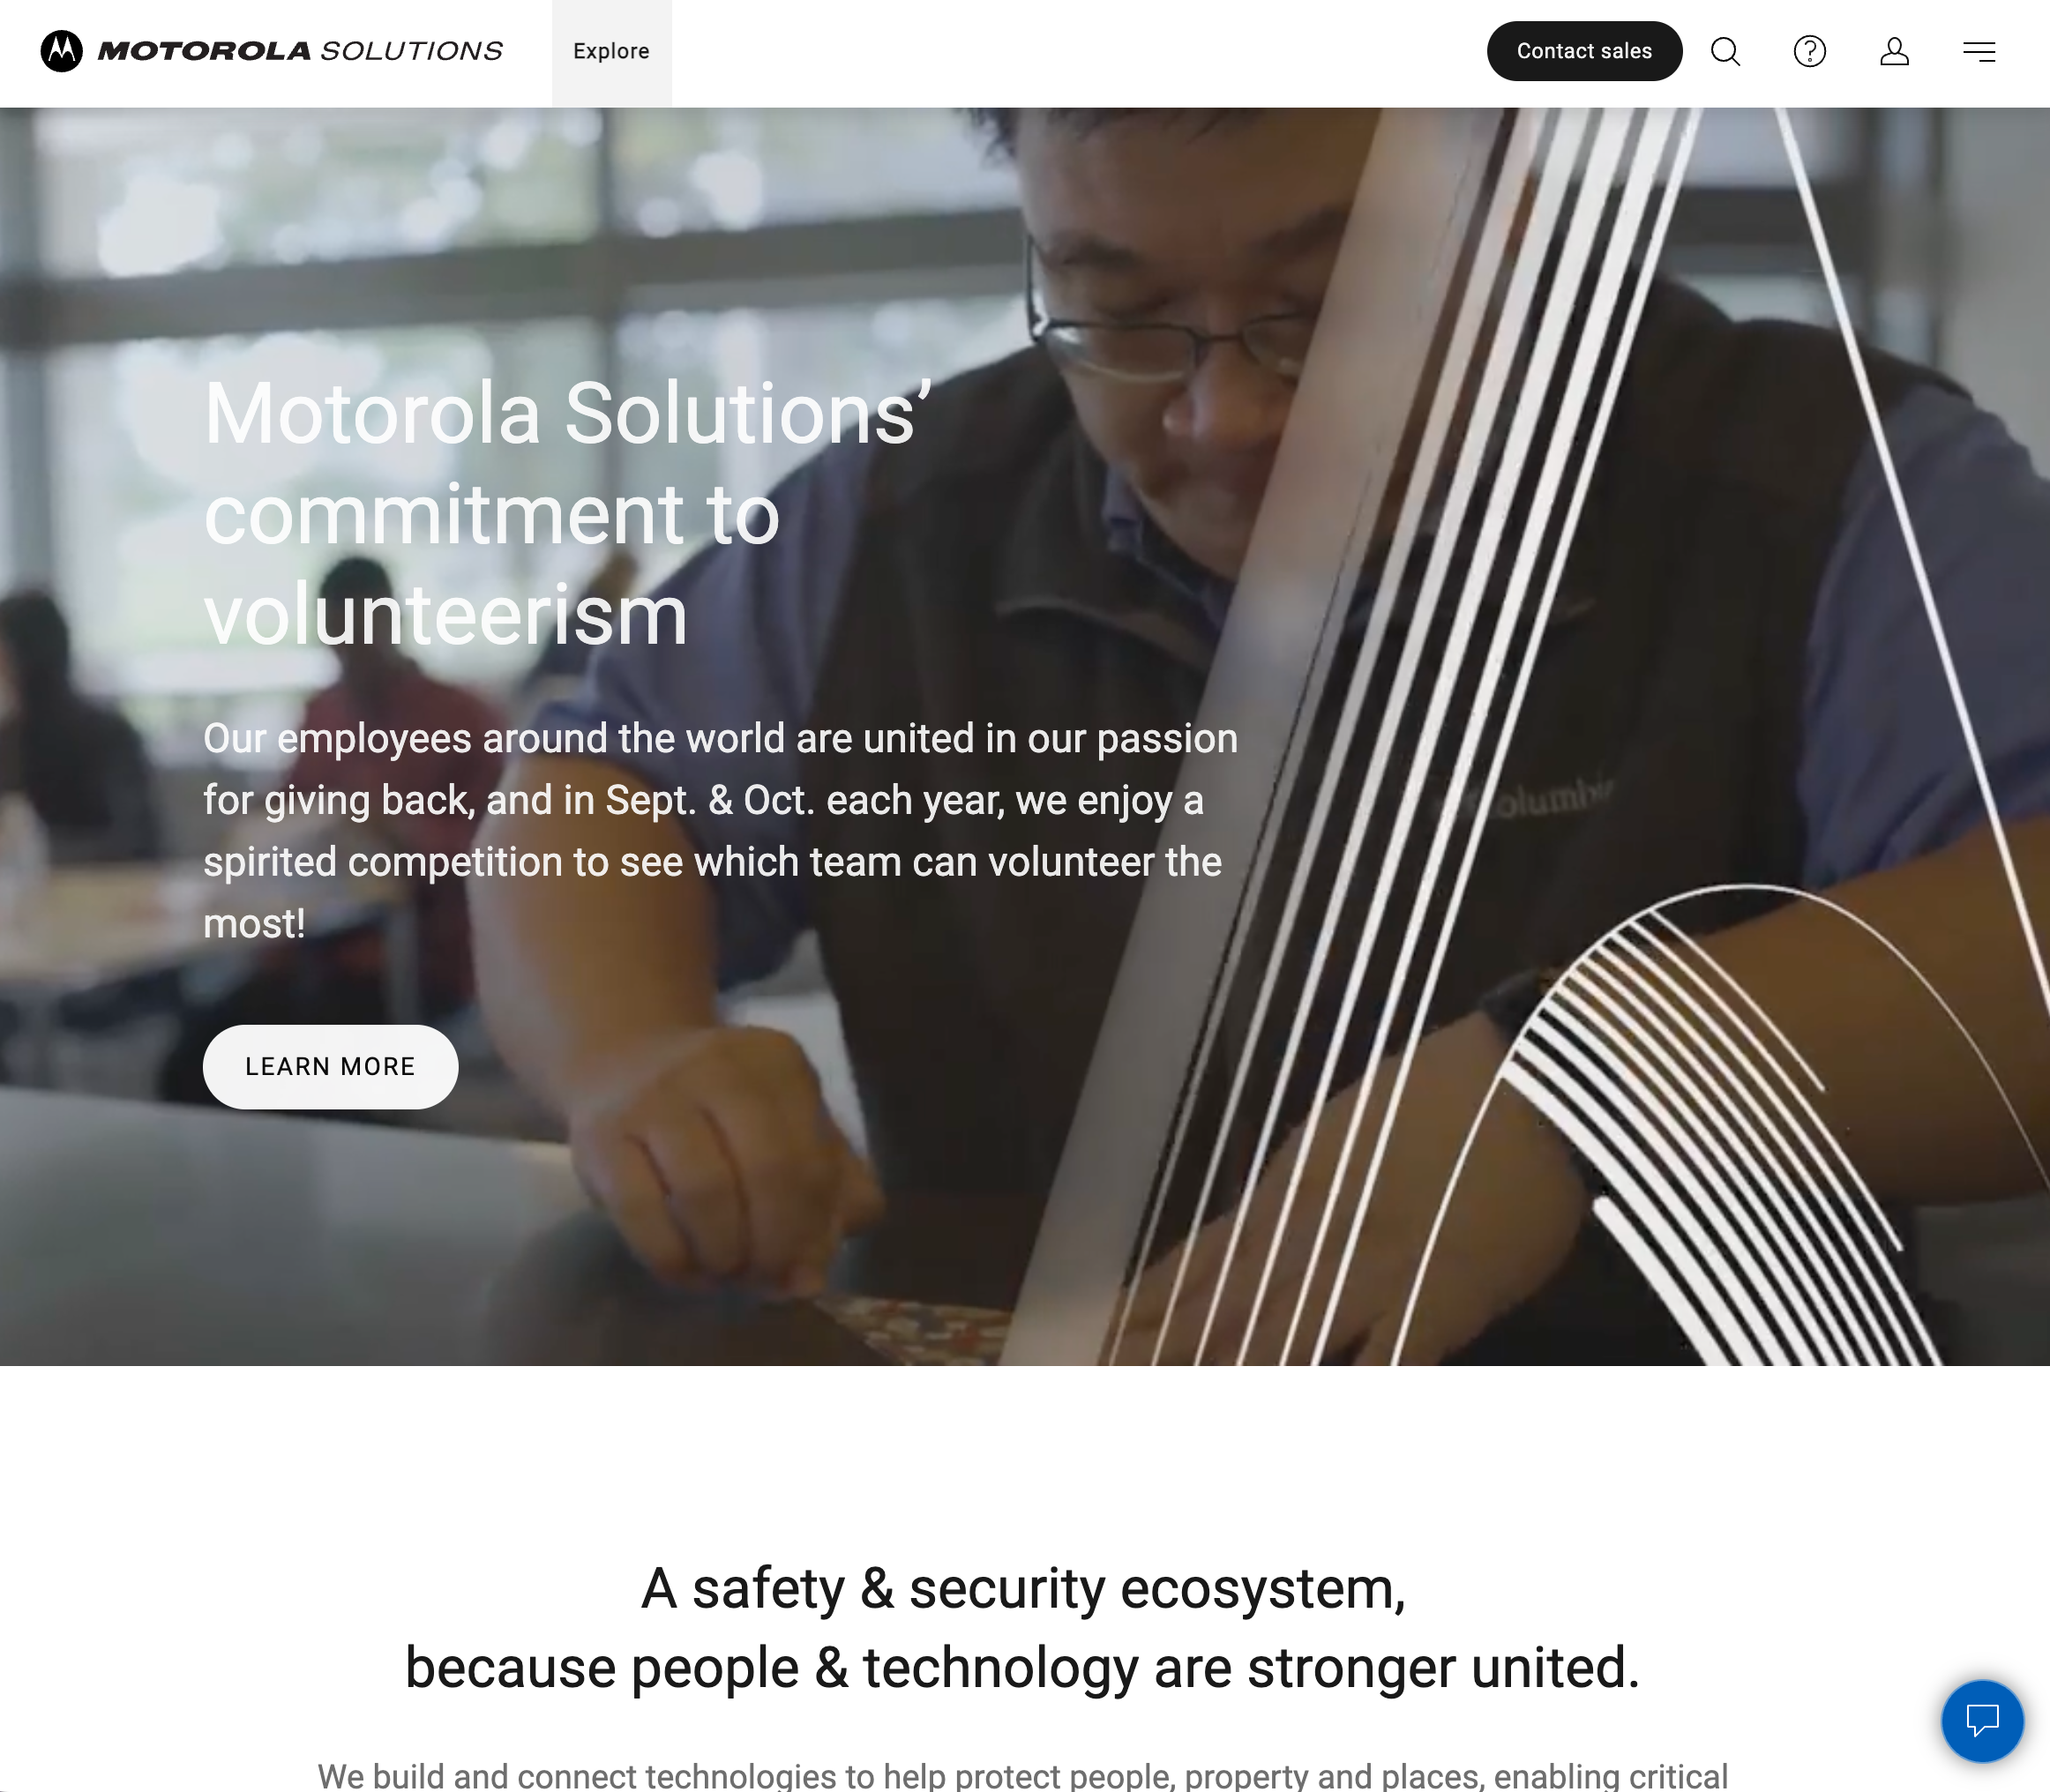 MOTOROLA SOLUTIONS
Explore
Contact sales
Motorola Solutions’
commitment to
volunteerism
Our employees around the world are united in our passion
for giving back, and in Sept. & Oct. each year, we enjoy a
spirited competition to see which team can volunteer the
most!
LEARN MORE
A safety & security ecosystem,
because people & technology are stronger united.
We build and connect technologies to help protect people, property and places, enabling critical